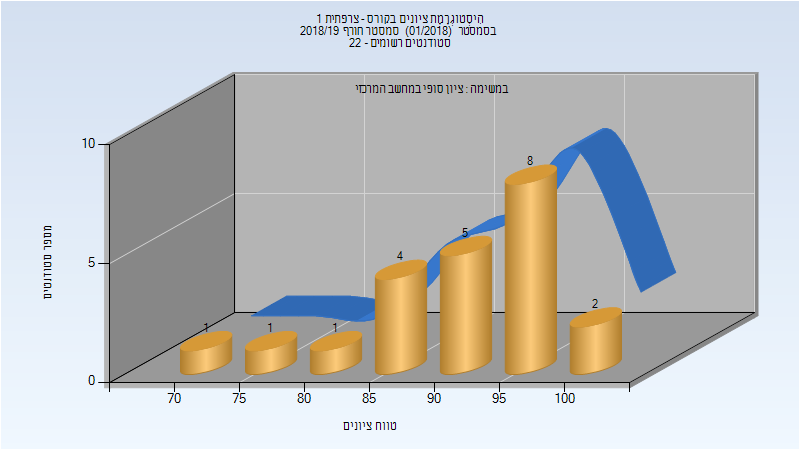 היסטוגרמת ציונים בקורס - צרפתית 1
בסמסטר (01/2018) סמסטר חורף 2018/19
סטודנטים רשומים - 22
במשימה : ציון סופי במחשב המרכזי
מספר סטודנטים
10
5
0
1
1
1
4
5
8
2
70
75
80
85
90
95
100
טווח ציונים